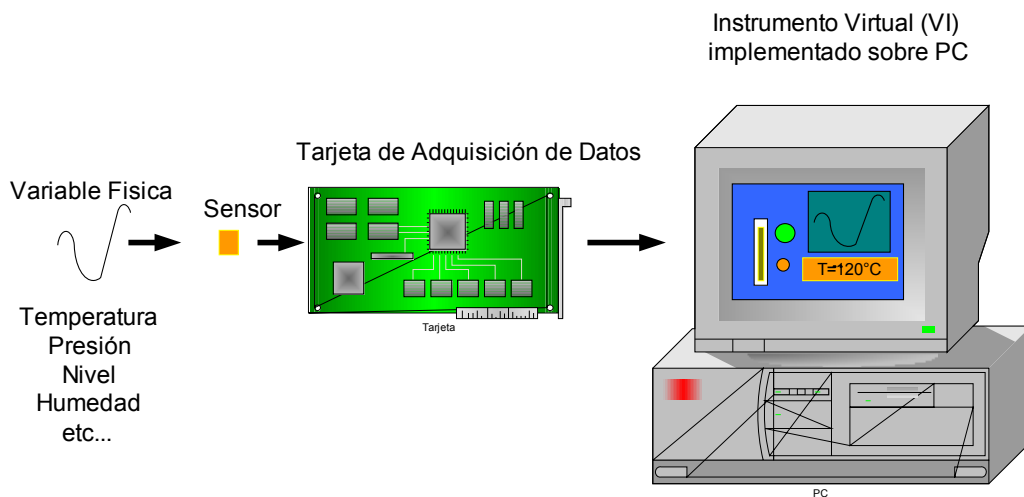 Instrumento Virtual (VI)
implementado sobre PC
Tarjeta de Adquisición de Datos
Variable Fisica
Sensor
T=120°C
Temperatura
Presión
Nivel
Humedad
etc...
Tarjeta
PC